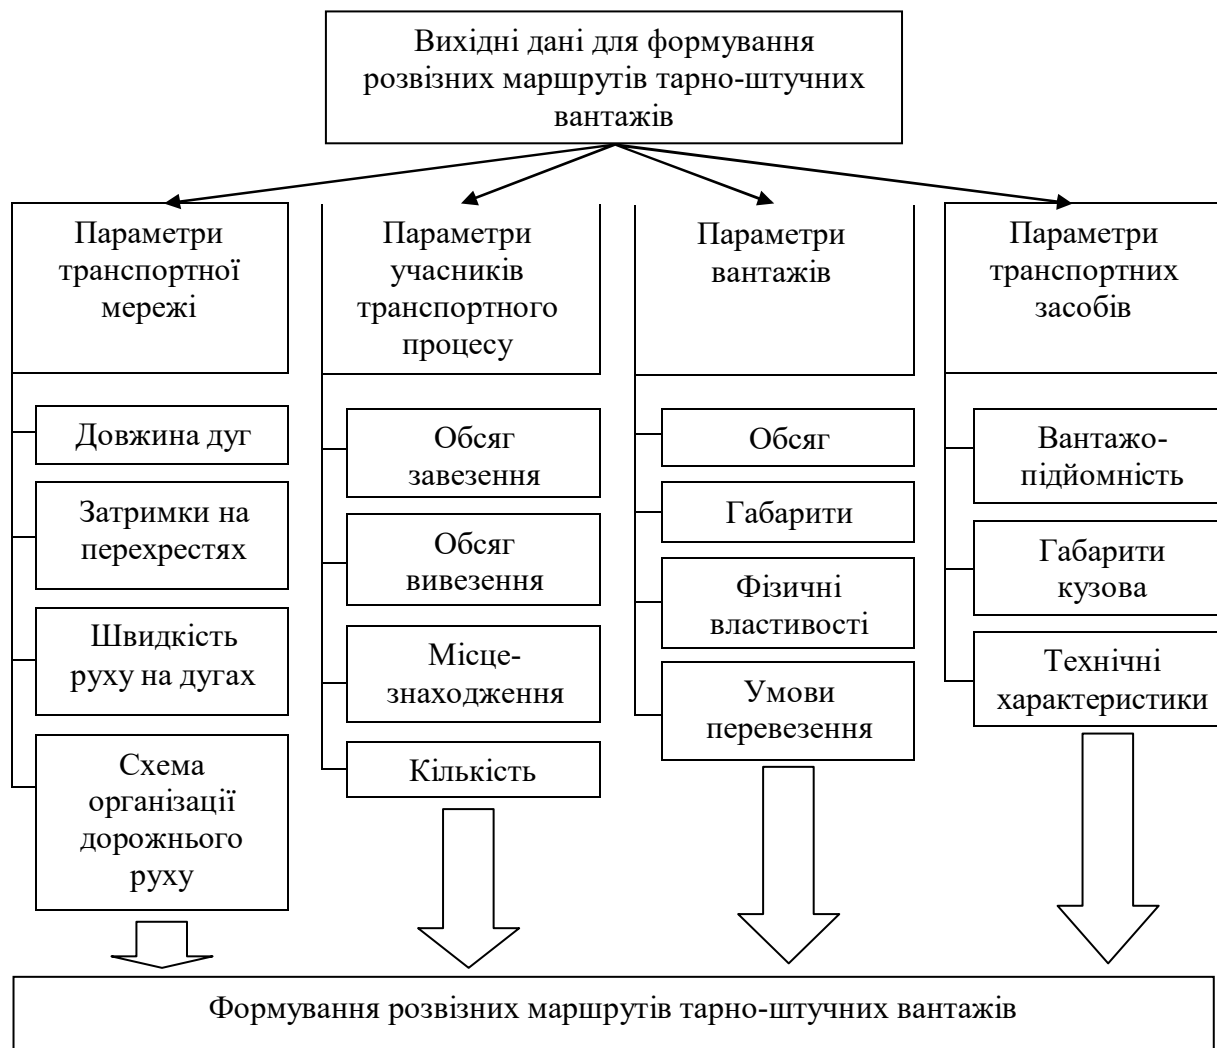 Вихідні дані для формування
розвізних маршрутів тарно-штучних
вантажів
Параметри
транспортної
мережі
Довжина дуг
Затримки на
перехрестях
Швидкість
руху на дугах
Схема
організації
дорожнього
руху
Параметри
учасників
транспортного
процесу
Обсяг
завезення
Обсяг
вивезення
Місце-
знаходження
Кількість
Параметри
вантажів
Обсяг
Габарити
Фізичні
властивості
Умови
перевезення
Параметри
транспортних
засобів
Вантажо-
підйомність
Габарити
кузова
Технічні
характеристики
Формування розвізних маршрутів тарно-штучних вантажів